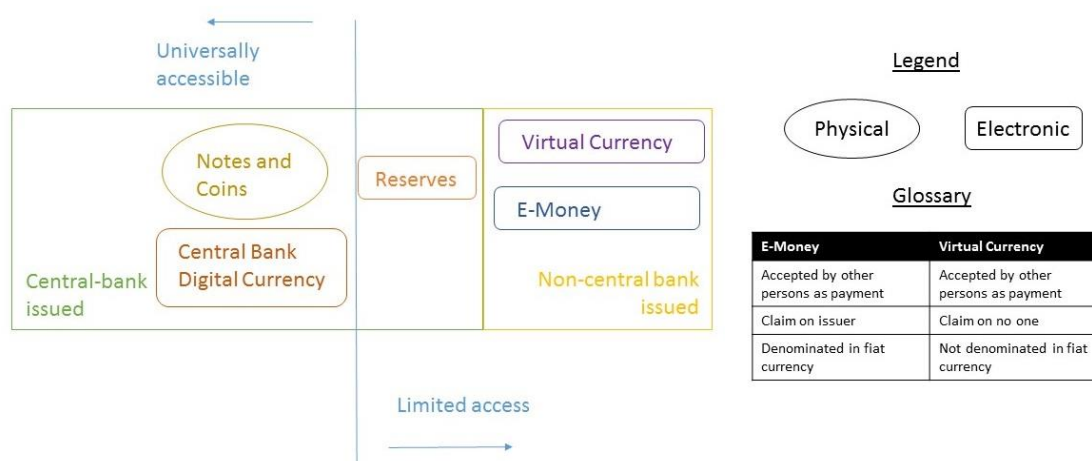 Universally
accessible
Notes and
Coins
Central Bank
Digital Currency
Central-bank
issued
Reserves
Virtual Currency
E-Money
Non-central bank
issued
Limited access
Legend
Physical
Electronic
Glossary
E-Money
Virtual Currency
Accepted by other
persons as payment
Accepted by other
persons as payment
Claim on issuer
Claim on no one
Denominated in fiat
currency
Not denominated in fiat
currency